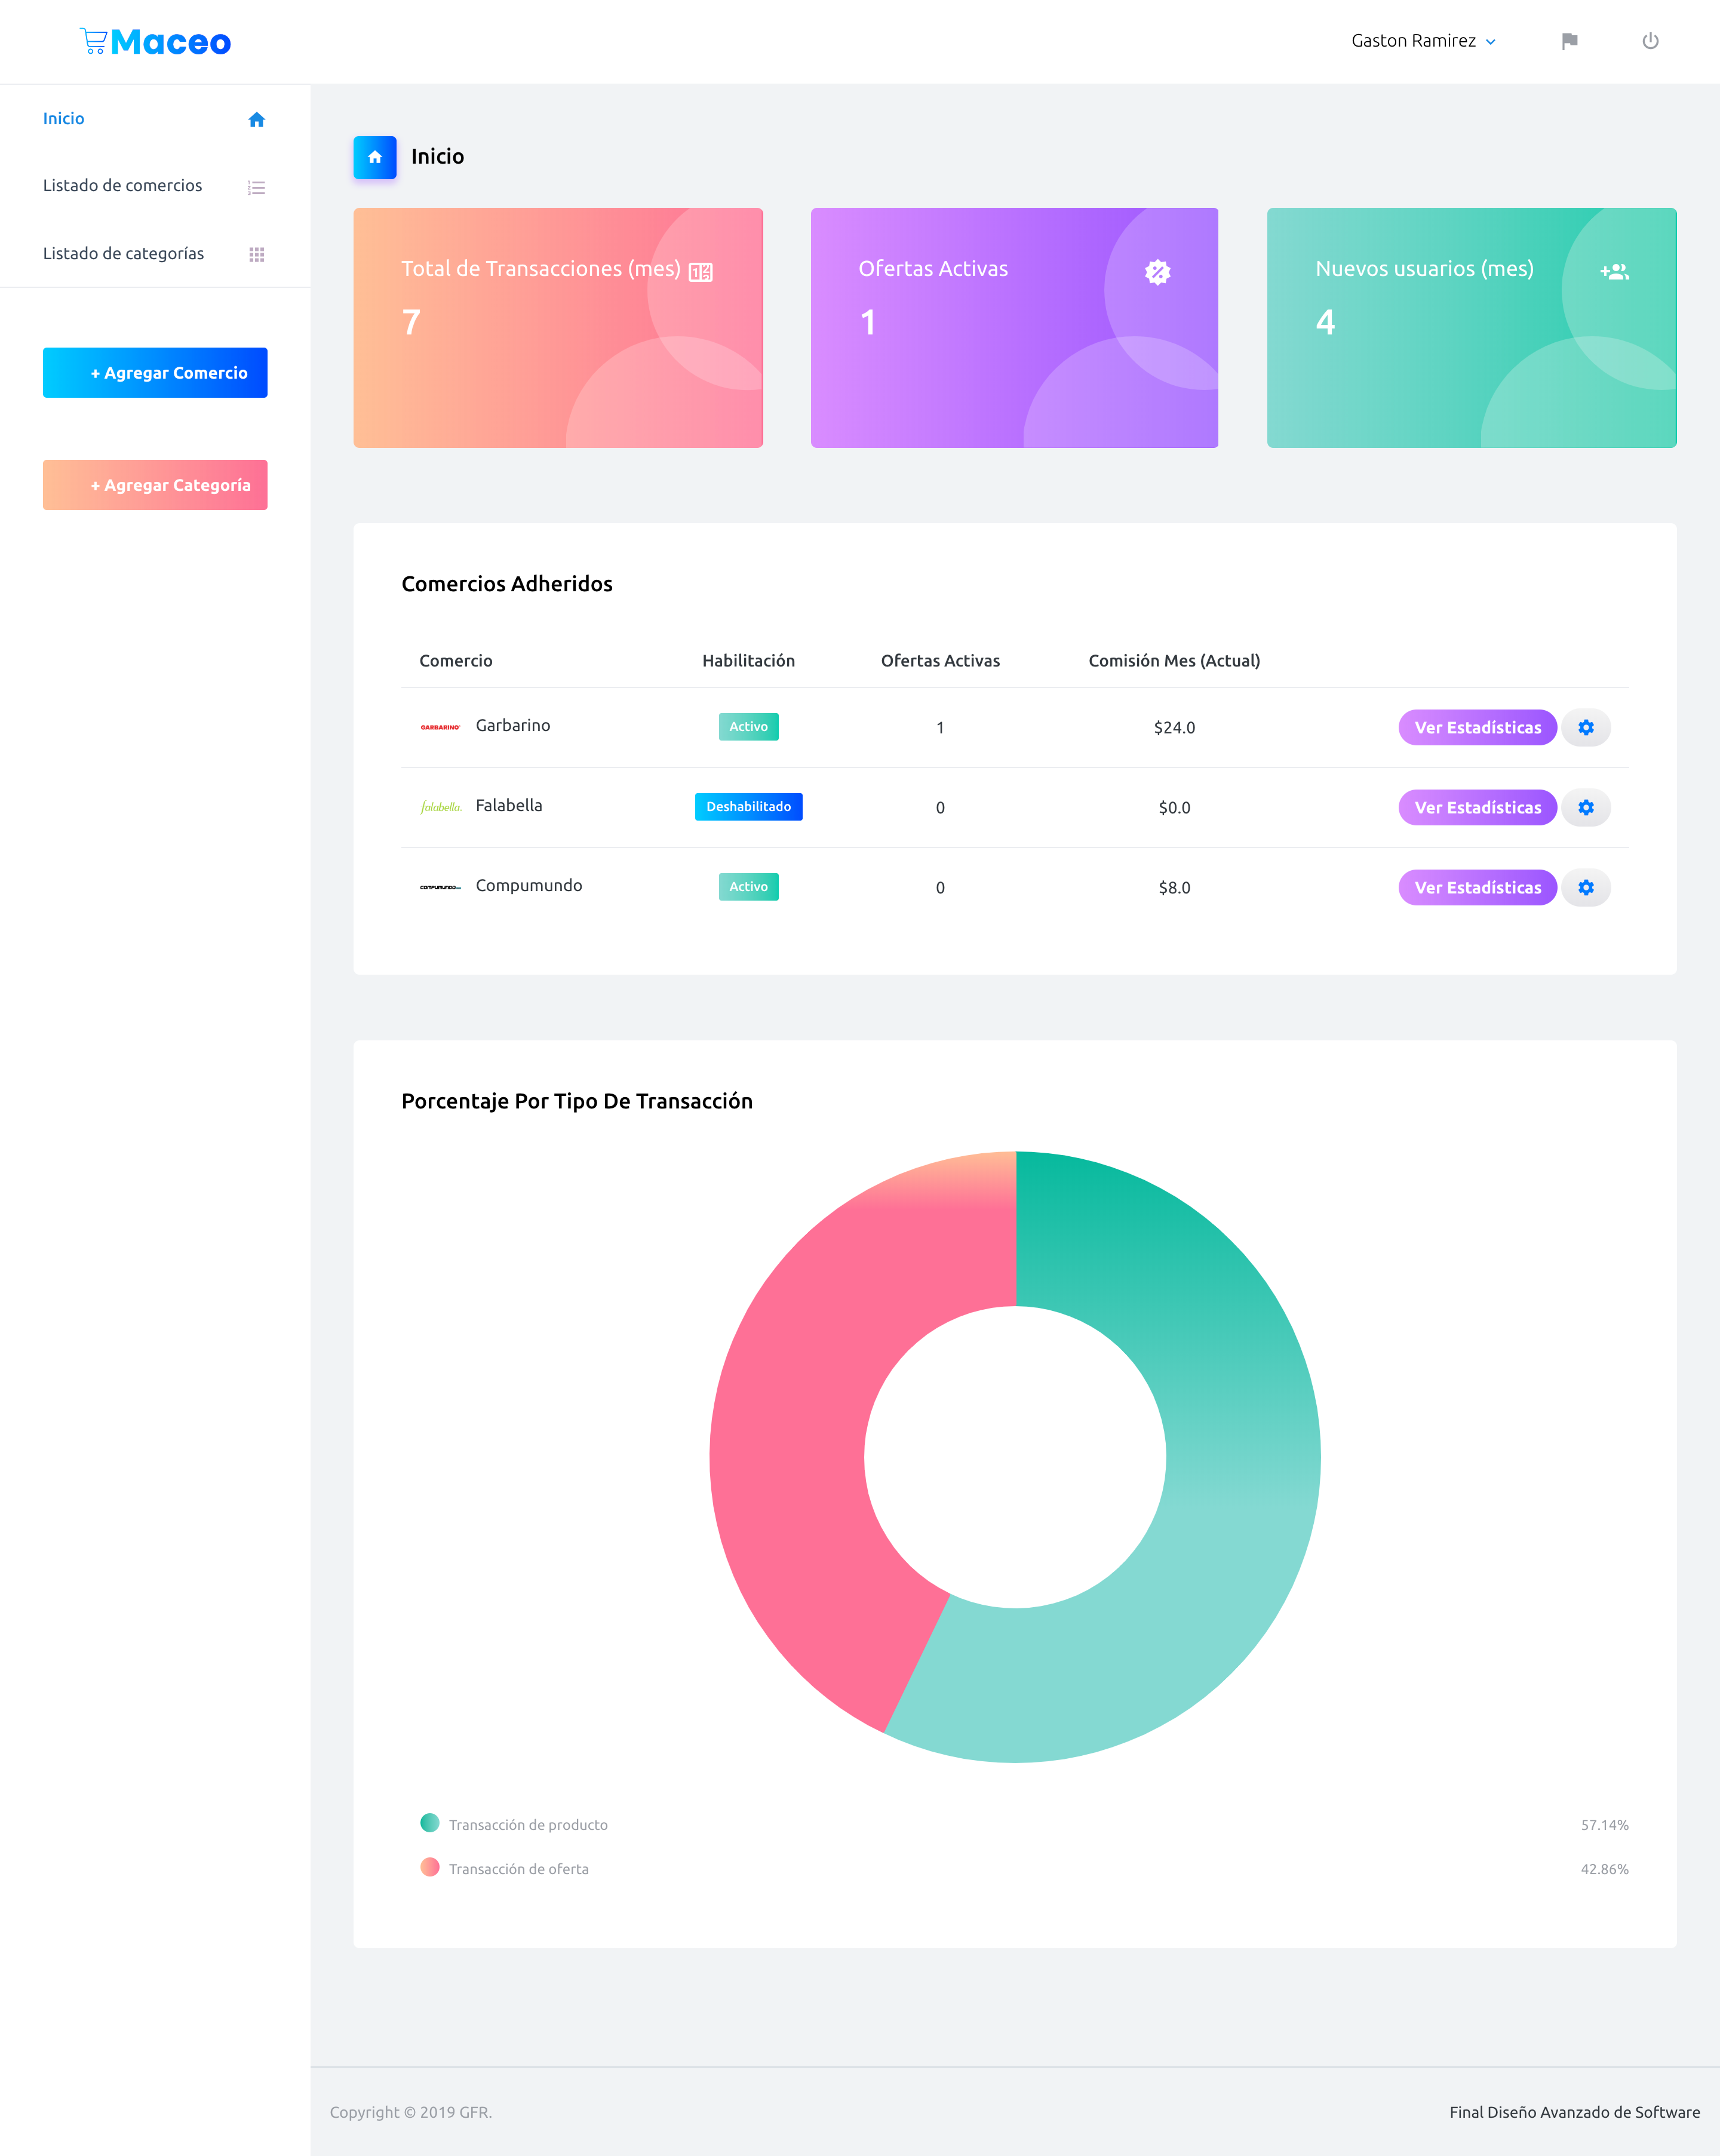 Maceo
Gaston Ramirez
Inicio
Listado de comercios
Listado de categorías
+ Agregar Comercio
+ Agregar Categoría
Inicio
Total de Transacciones (mes)
7
Ofertas Activas
1
Nuevos usuarios (mes)
4
Comercios Adheridos
Comercio Habilitación Ofertas Activas Comisión Mes (Actual)
GARBARINO Garbarino Activo 1 $24.0 Ver Estadísticas
falabella. Falabella Deshabilitado 0 $0.0 Ver Estadísticas
COMPUMUNDO Compumundo Activo 0 $8.0 Ver Estadísticas
Porcentaje Por Tipo De Transacción
Transacción de producto 57.14%
Transacción de oferta 42.86%
Copyright © 2019 GFR. Final Diseño Avanzado de Software